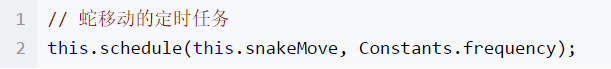 1 // 蛇移动的定时任务
2 this.schedule(this.snakeMove, Constants.frequency);